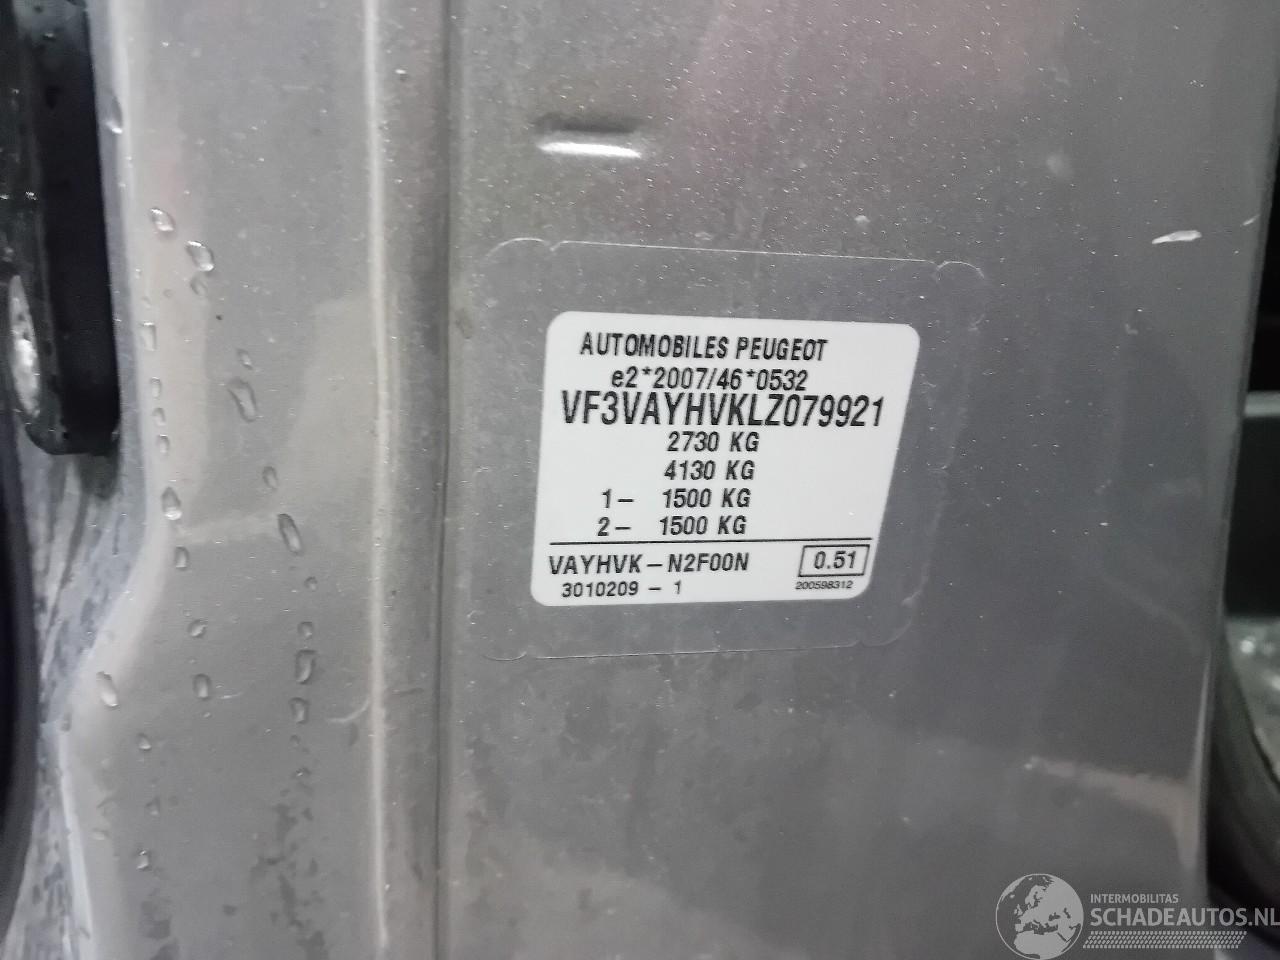 AUTOMOBILES PEUGEOT
e2*2007/46*0532
VF3VAYHVKLZ079921
2730 KG
4130 KG
1- 1500 KG
2- 1500 KG
VAYHVK-N2F00N 0.51
3010209 - 1 200598312
INTERMOBILITAS
SCHADEAUTOS.NL